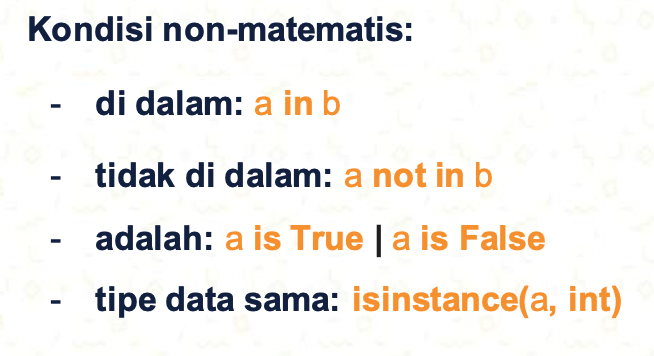 Kondisi non-matematis:
- di dalam: a in b
- tidak di dalam: a not in b
- adalah: a is True | a is False
- tipe data sama: isinstance(a, int)